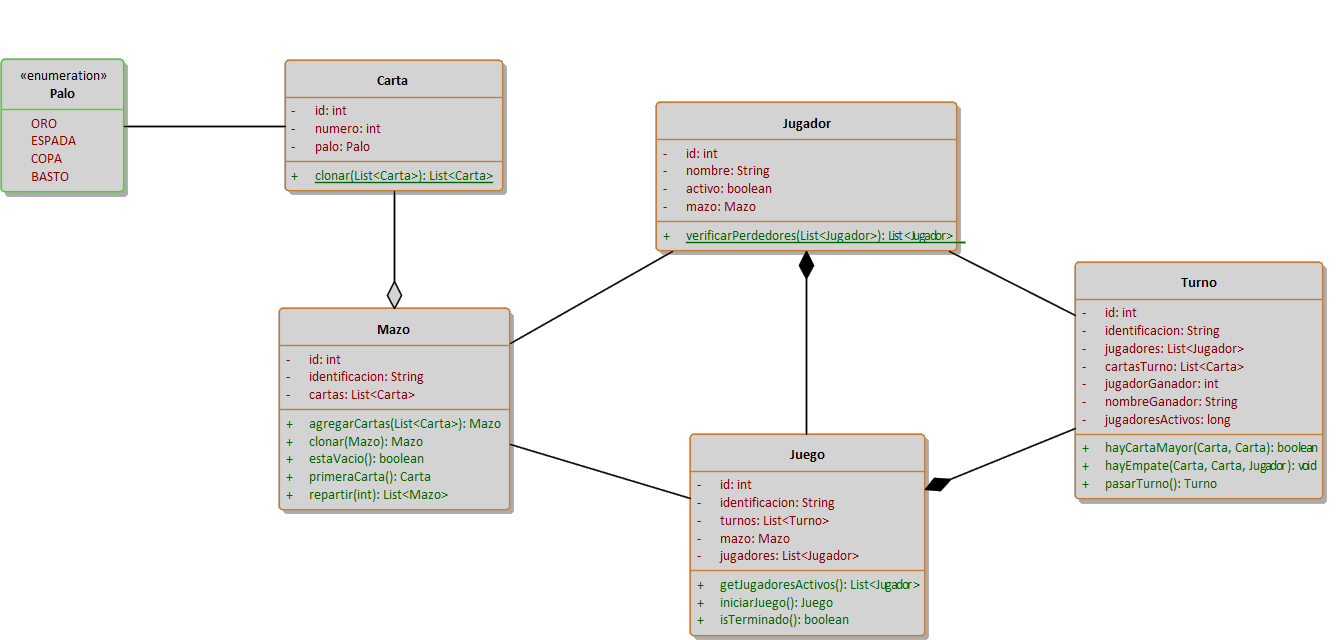 «enumeration»
Palo
ORO
ESPADA
COPA
BASTO
Carta
- id: int
- numero: int
- palo: Palo
+ clonar(List<Carta>): List<Carta>
Jugador
- id: int
- nombre: String
- activo: boolean
- mazo: Mazo
+ verificarPerdedores(List<Jugador>): List<Jugador>
Turno
- id: int
- identificacion: String
- jugadores: List<Jugador>
- cartasTurno: List<Carta>
- jugadorGanador: int
- nombreGanador: String
- jugadoresActivos: long
+ hayCartaMayor(Carta, Carta): boolean
+ hayEmpate(Carta, Carta, Jugador): void
+ pasarTurno(): Turno
Mazo
- id: int
- identificacion: String
- cartas: List<Carta>
+ agregarCartas(List<Carta>): Mazo
+ clonar(Mazo): Mazo
+ estaVacio(): boolean
+ primeraCarta(): Carta
+ repartir(int): List<Mazo>
Juego
- id: int
- identificacion: String
- turnos: List<Turno>
- mazo: Mazo
- jugadores: List<Jugador>
+ getJugadoresActivos(): List<Jugador>
+ iniciarJuego(): Juego
+ isTerminado(): boolean